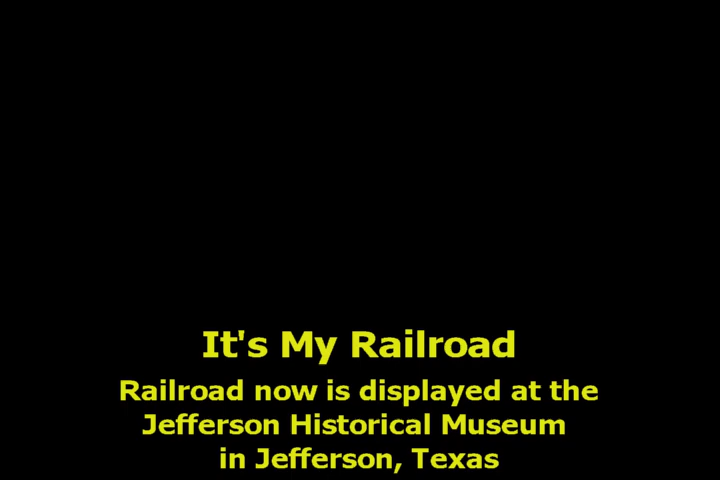 It's My Railroad
Railroad now is displayed at the
Jefferson Historical Museum
in Jefferson, Texas